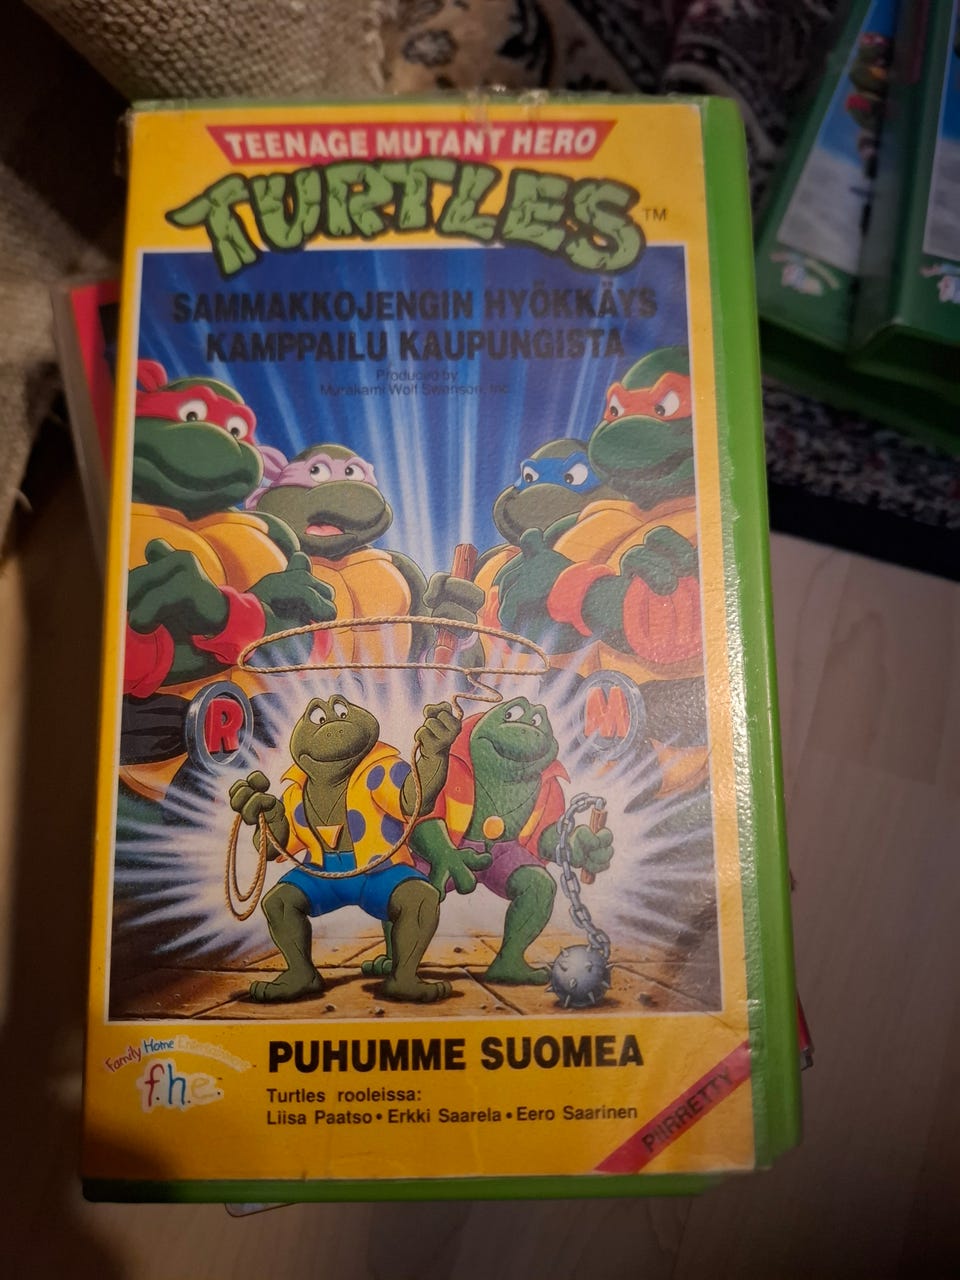 TEENAGE MUTANT HERO
TURTLES TM
SAMMAKKOJENGIN HYÖKKÄYS
KAMPPAILU KAUPUNGISTA
Produced by
Murakami Wolf Swenson, Inc.
R
M
Family Home Entertainment
f.h.e.
PUHUMME SUOMEA
Turtles rooleissa:
Liisa Paatso • Erkki Saarela • Eero Saarinen
PIIRRETTY